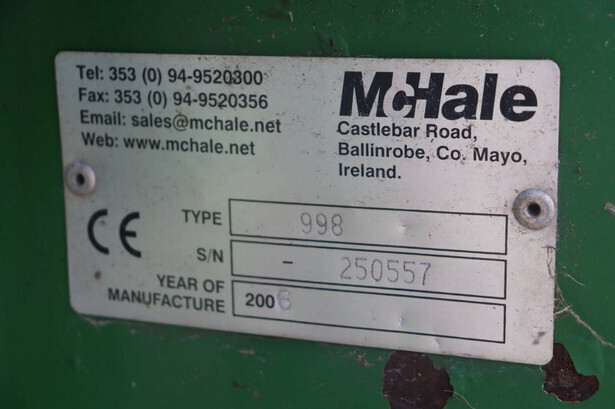 Tel: 353 (0) 94-9520300
Fax: 353 (0) 94-9520356
Email: sales@mchale.net
Web: www.mchale.net
McHale
Castlebar Road,
Ballinrobe, Co. Mayo,
Ireland.
CE
TYPE 998
S/N - 250557
YEAR OF
MANUFACTURE 2006